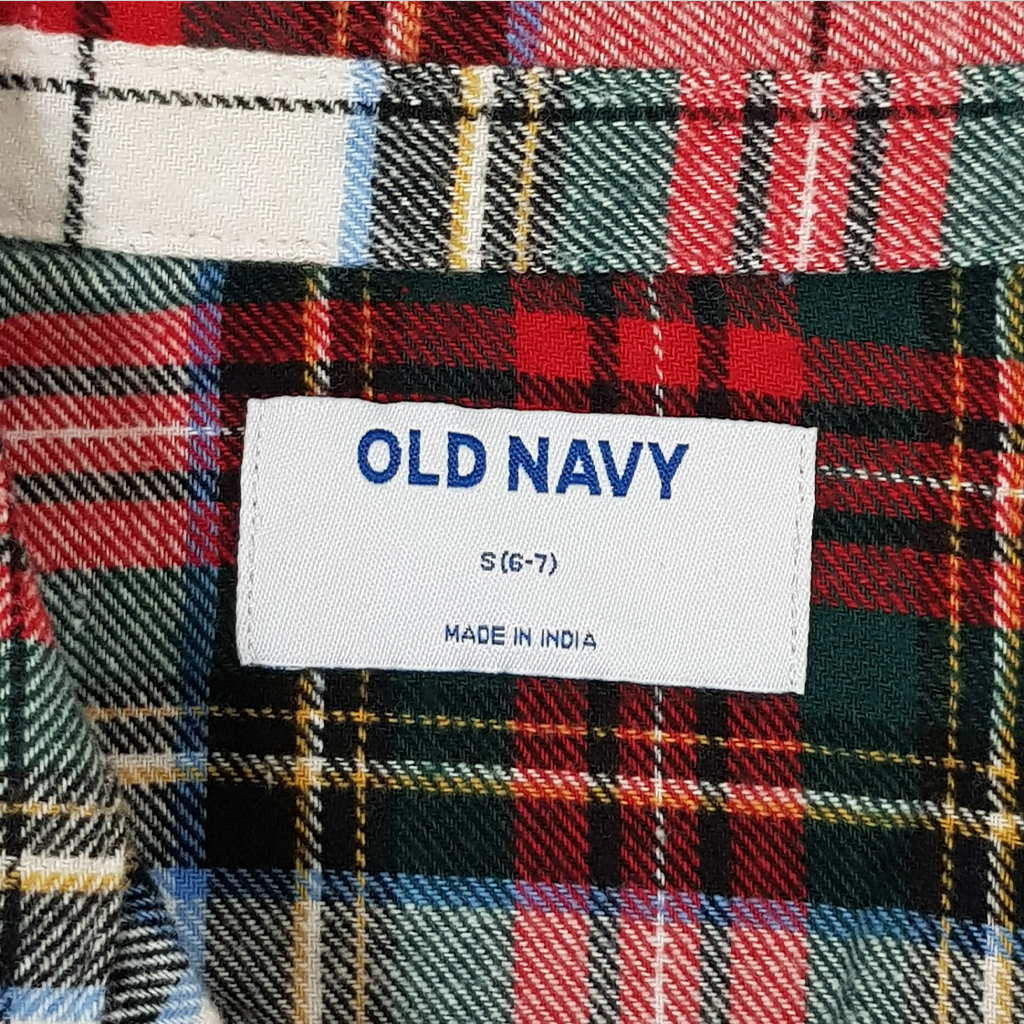 OLD NAVY
S (6-7)
MADE IN INDIA